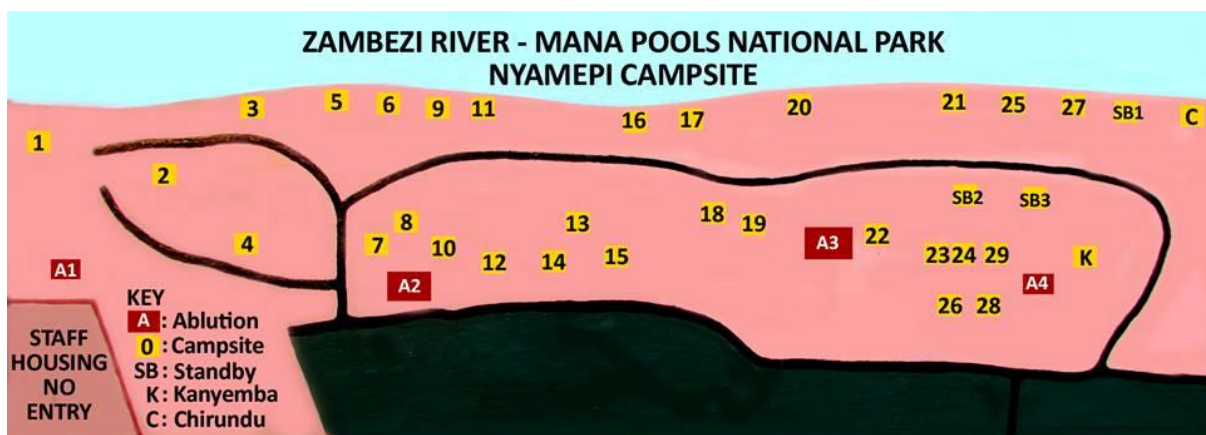 ZAMBEZI RIVER - MANA POOLS NATIONAL PARK
NYAMEPI CAMPSITE
1
2
3
4
5
6
9
11
16
17
20
21
25
27
SB1
C
7
8
10
12
14
13
15
18
19
A3
22
SB2
SB3
23
24
29
K
26
28
A4
A1
A2
KEY
A : Ablution
0 : Campsite
SB: Standby
K: Kanyemba
C: Chirundu
STAFF
HOUSING
NO
ENTRY